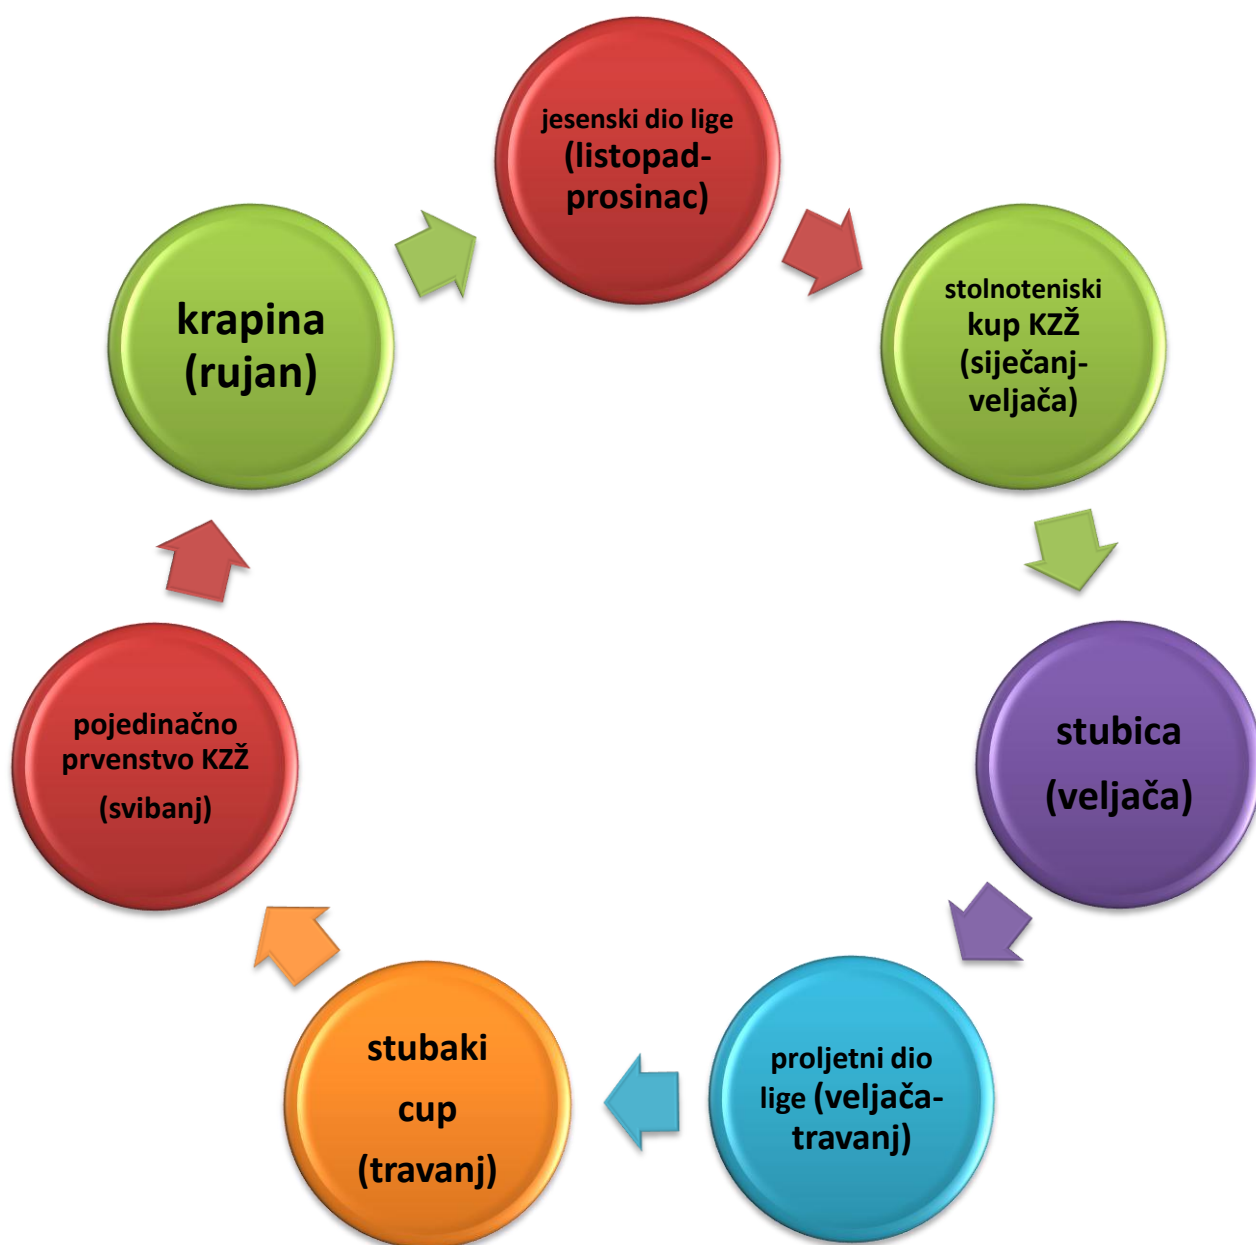 jesenski dio lige
(listopad-
prosinac)
stolnoteniski
kup KZŽ
(siječanj-
veljača)
stubica
(veljača)
proljetni dio
lige (veljača-
travanj)
stubaki
cup
(travanj)
pojedinačno
prvenstvo KZŽ
(svibanj)
krapina
(rujan)